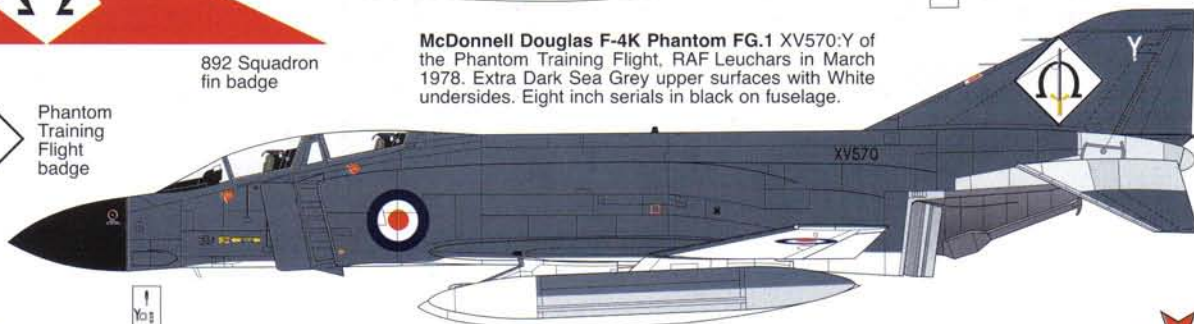 892 Squadron
fin badge
McDonnell Douglas F-4K Phantom FG.1 XV570:Y of
the Phantom Training Flight, RAF Leuchars in March
1978. Extra Dark Sea Grey upper surfaces with White
undersides. Eight inch serials in black on fuselage.
Phantom
Training
Flight
badge
Ω
Ω
Y
XV570